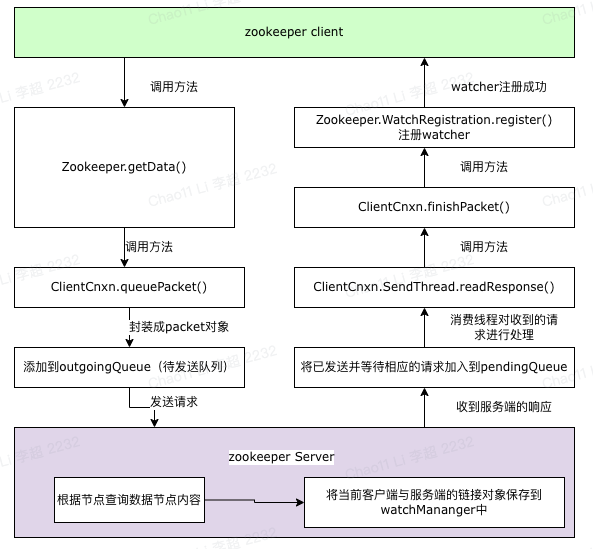 zookeeper client
调用方法
watcher注册成功
Zookeeper.getData()
Zookeeper.WatchRegistration.register()
注册watcher
调用方法
ClientCnxn.finishPacket()
调用方法
调用方法
ClientCnxn.queuePacket()
ClientCnxn.SendThread.readResponse()
封装成packet对象
消费线程对收到的请
求进行处理
添加到outgoingQueue（待发送队列）
将已发送并等待相应的请求加入到pendingQueue
发送请求
收到服务端的响应
zookeeper Server
根据节点查询数据节点内容
将当前客户端与服务端的链接对象保存到
watchMananger中
Chao11 Li 李超 2232